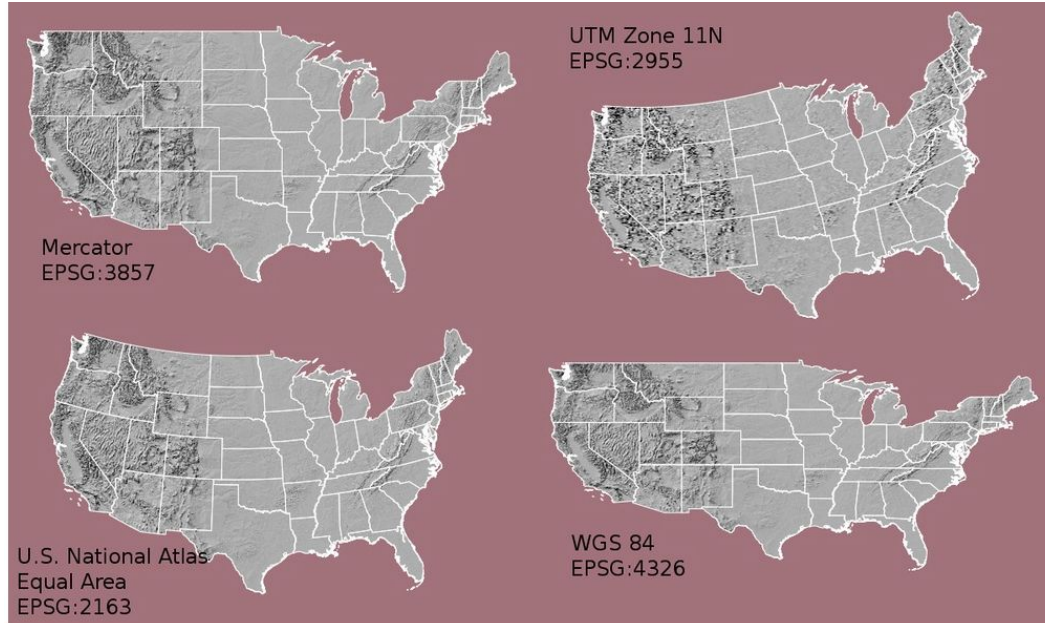 Mercator
EPSG:3857
UTM Zone 11N
EPSG:2955
U.S. National Atlas
Equal Area
EPSG:2163
WGS 84
EPSG:4326